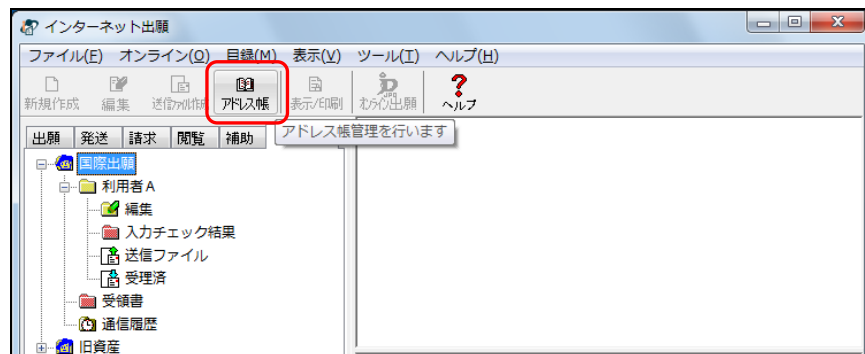 インターネット出願
ファイル(F) オンライン(O) 目録(M) 表示(V) ツール(T) ヘルプ(H)
新規作成 編集 送信ファイル作成 アドレス帳 表示/印刷 オンライン出願 ヘルプ
出願 発送 請求 閲覧 補助
アドレス帳管理を行います
国際出願
利用者A
編集
入力チェック結果
送信ファイル
受理済
受領書
通信履歴
旧資産